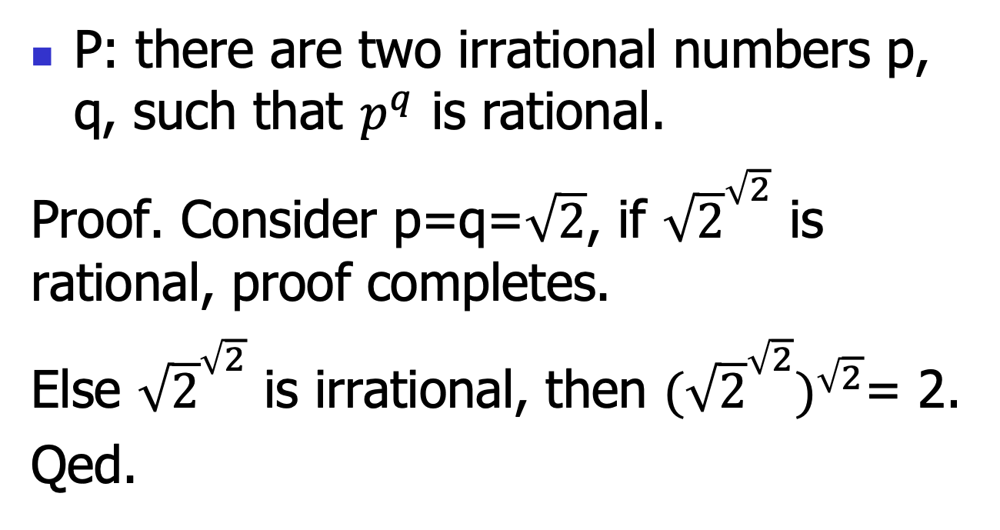 ▪ P: there are two irrational numbers p,
q, such that $p^q$ is rational.
Proof. Consider p=q=$\sqrt{2}$, if $\sqrt{2}^{\sqrt{2}}$ is
rational, proof completes.
Else $\sqrt{2}^{\sqrt{2}}$ is irrational, then $(\sqrt{2}^{\sqrt{2}})^{\sqrt{2}}$= 2.
Qed.